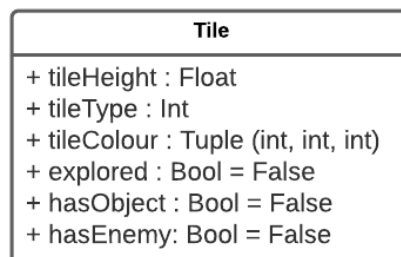 Tile
+ tileHeight : Float
+ tileType : Int
+ tileColour : Tuple (int, int, int)
+ explored : Bool = False
+ hasObject : Bool = False
+ hasEnemy: Bool = False